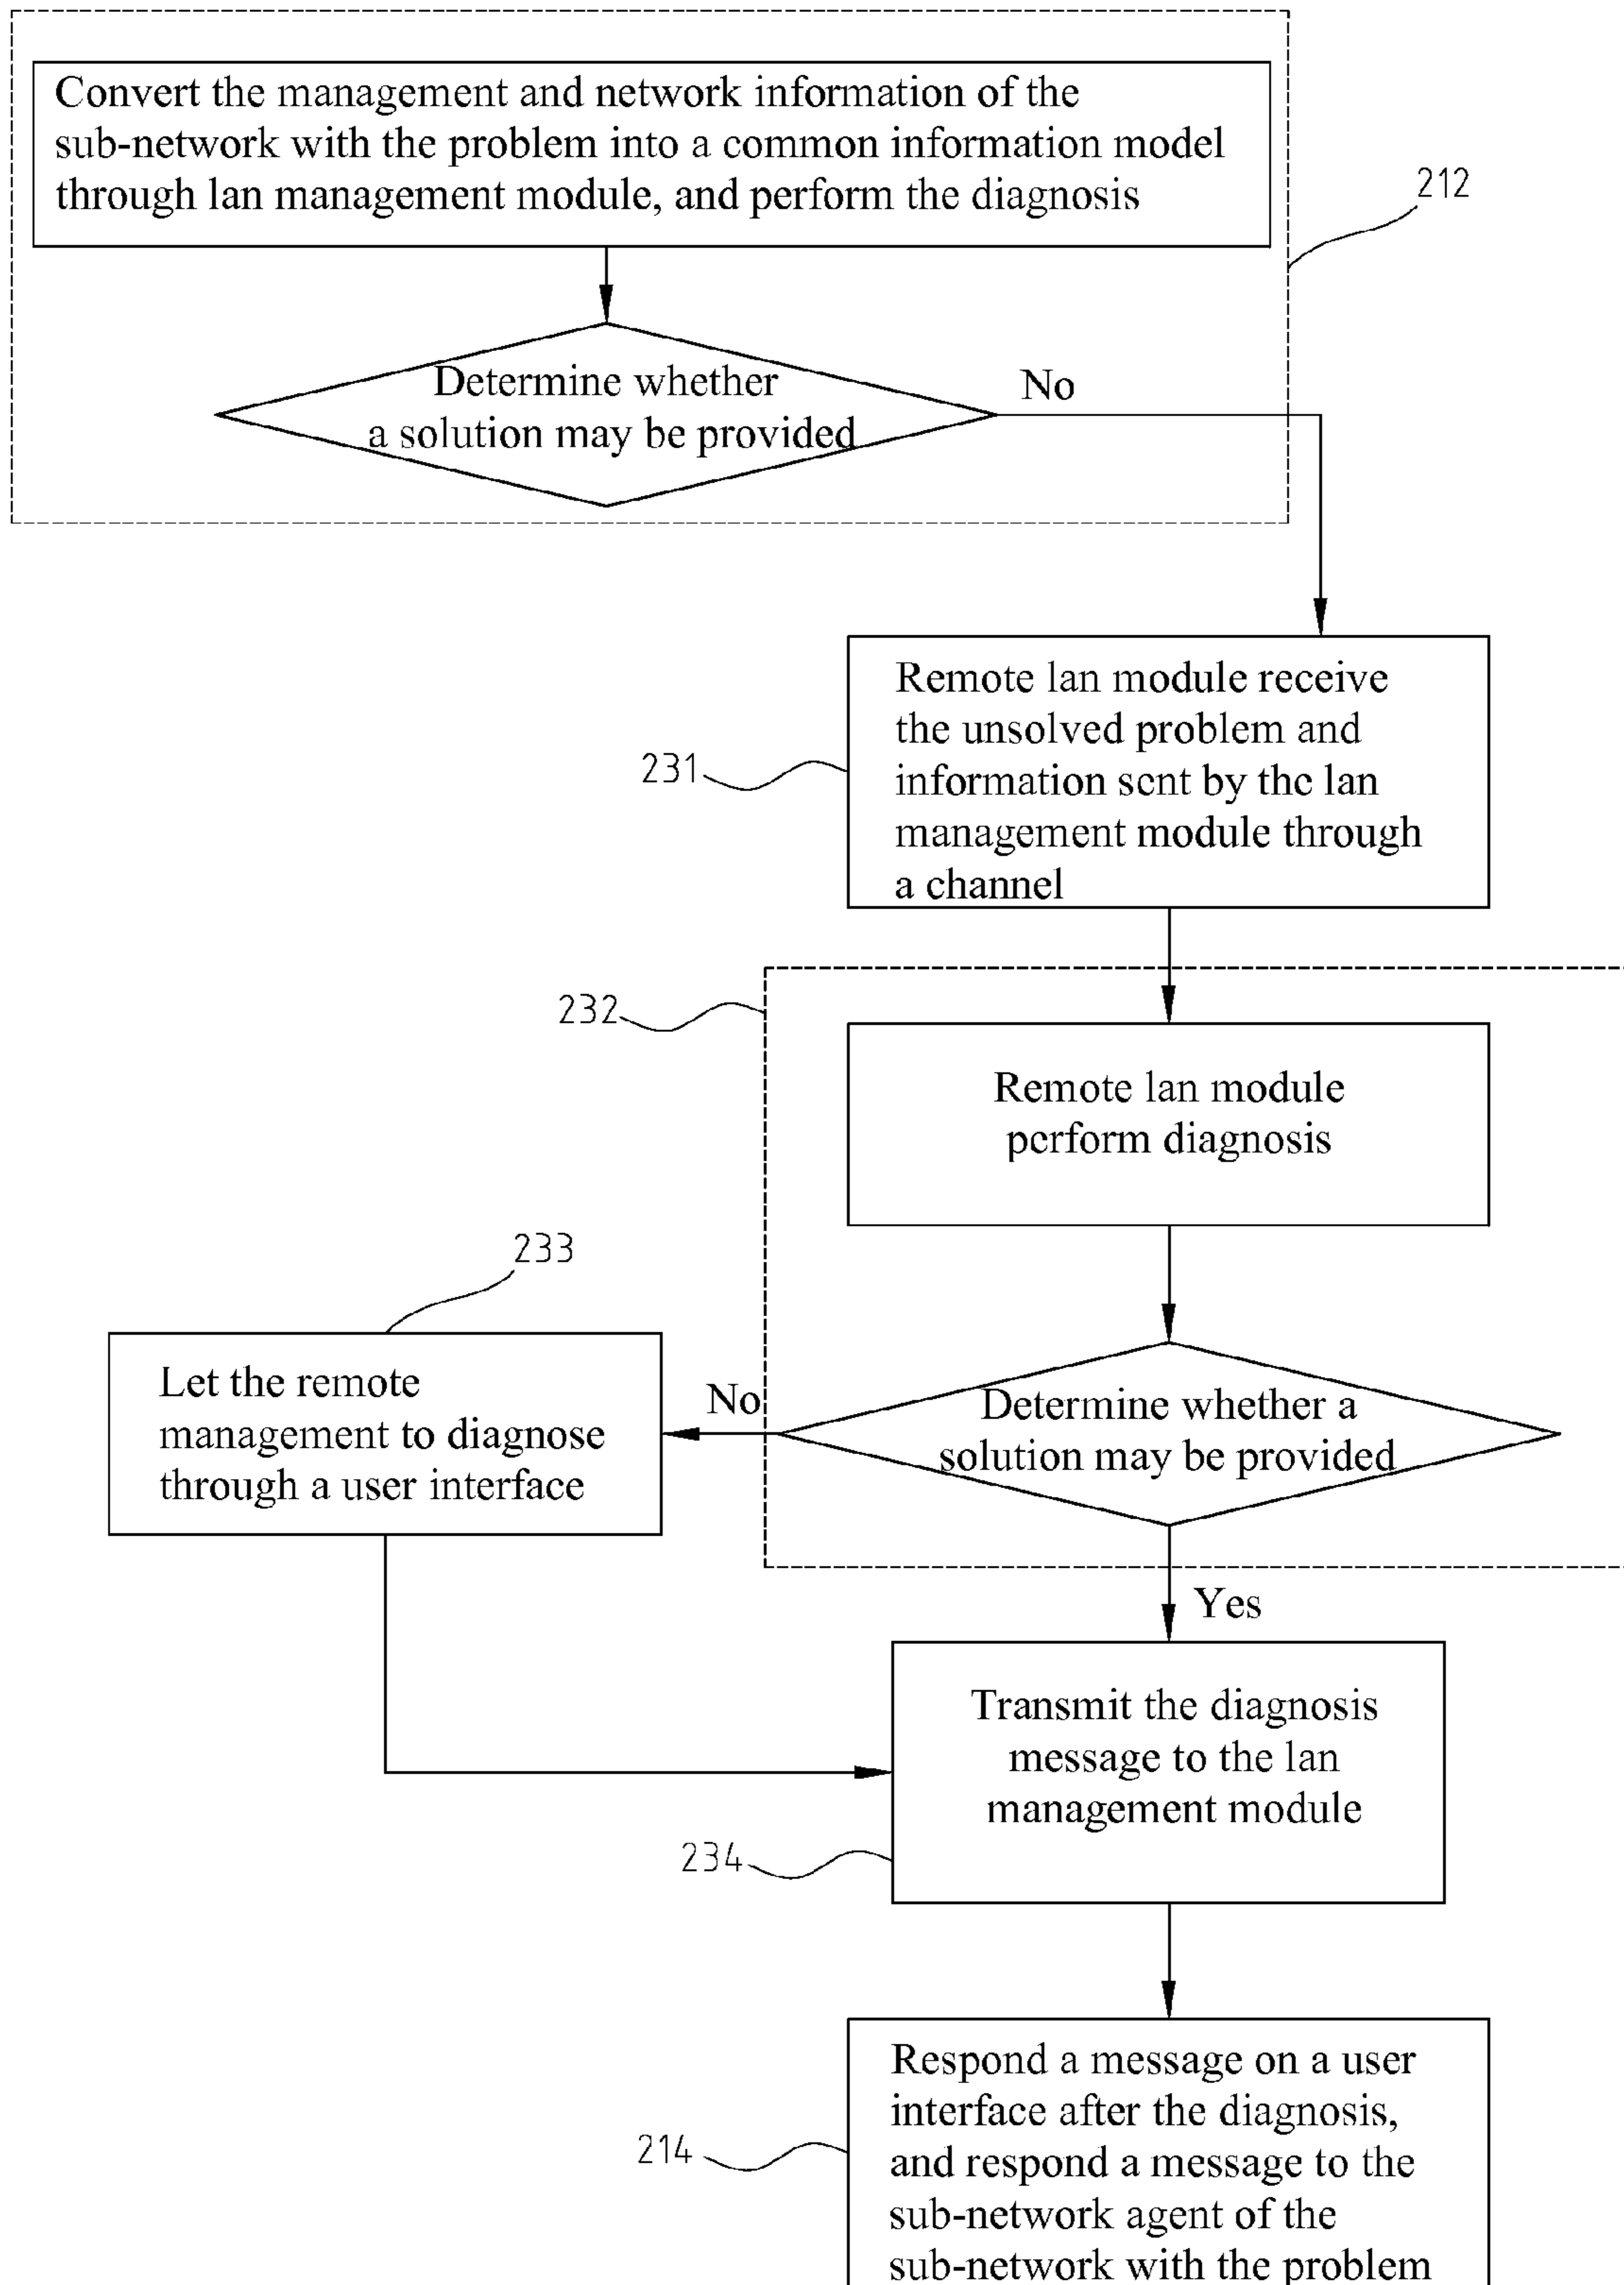 Convert the management and network information of the
sub-network with the problem into a common information model
through lan management module, and perform the diagnosis
212
Determine whether
a solution may be provided
No
Remote lan module receive
the unsolved problem and
information sent by the lan
management module through
a channel
231
232
Remote lan module
perform diagnosis
233
Let the remote
management to diagnose
through a user interface
No
Determine whether a
solution may be provided
Yes
Transmit the diagnosis
message to the lan
management module
234
Respond a message on a user
interface after the diagnosis,
and respond a message to the
sub-network agent of the
sub-network with the problem
214